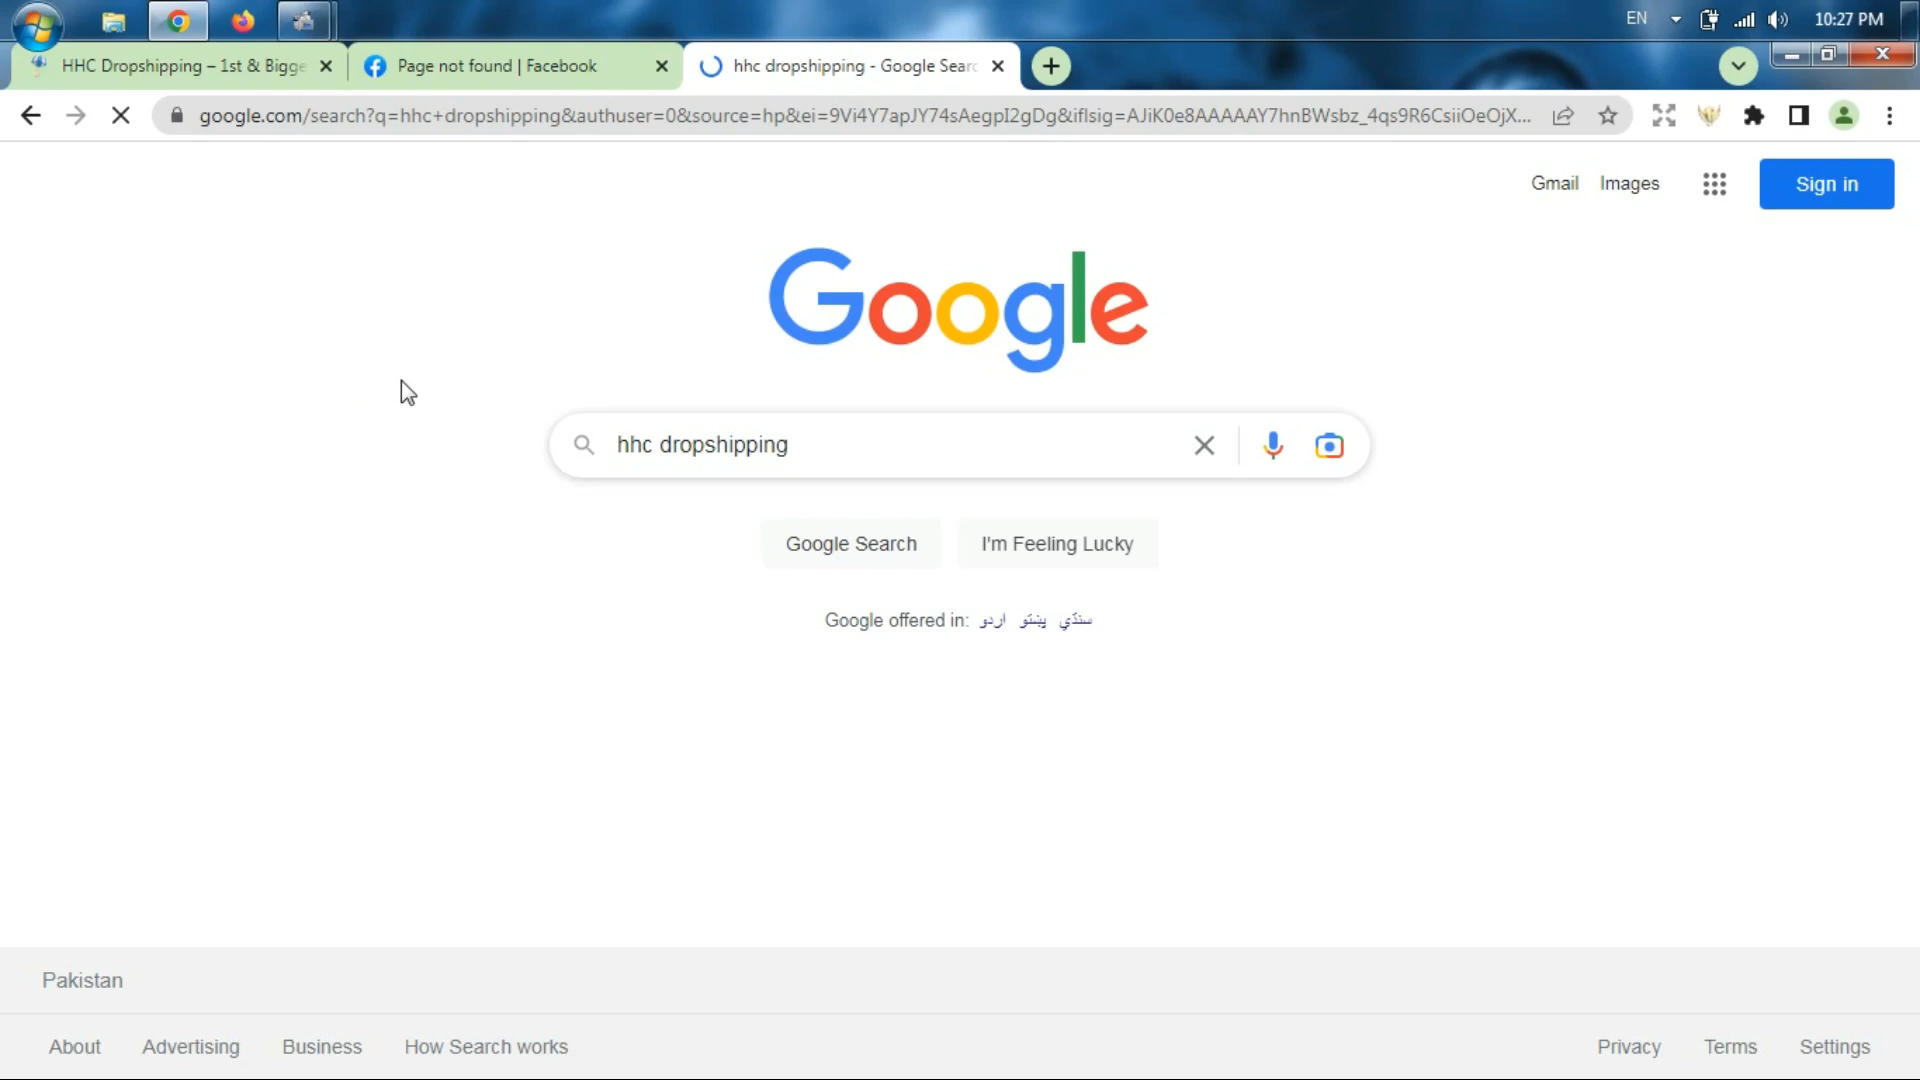 EN
10:27 PM
HHC Dropshipping – 1st & Bigge
Page not found | Facebook
hhc dropshipping - Google Searc
google.com/search?q=hhc+dropshipping&authuser=0&source=hp&ei=9Vi4Y7apJY74sAegpI2gDg&iflsig=AJiK0e8AAAAAY7hnBWsbz_4qs9R6CsiiOeOjX...
Gmail Images
Sign in
Google
hhc dropshipping
Google Search
I'm Feeling Lucky
Google offered in: اردو پښتو سنڌي
Pakistan
About Advertising Business How Search works
Privacy Terms Settings